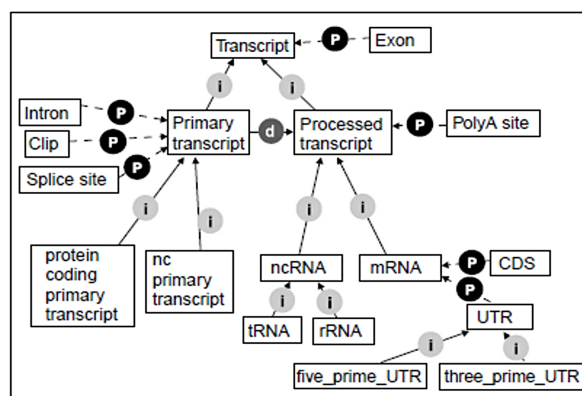 Transcript
P
Exon
i
i
Intron
P
Clip
P
Splice site
P
Primary
transcript
d
Processed
transcript
P
PolyA site
i
i
i
i
protein
coding
primary
transcript
nc
primary
transcript
ncRNA
mRNA
P
CDS
P
i
i
tRNA
rRNA
UTR
i
i
five_prime_UTR
three_prime_UTR